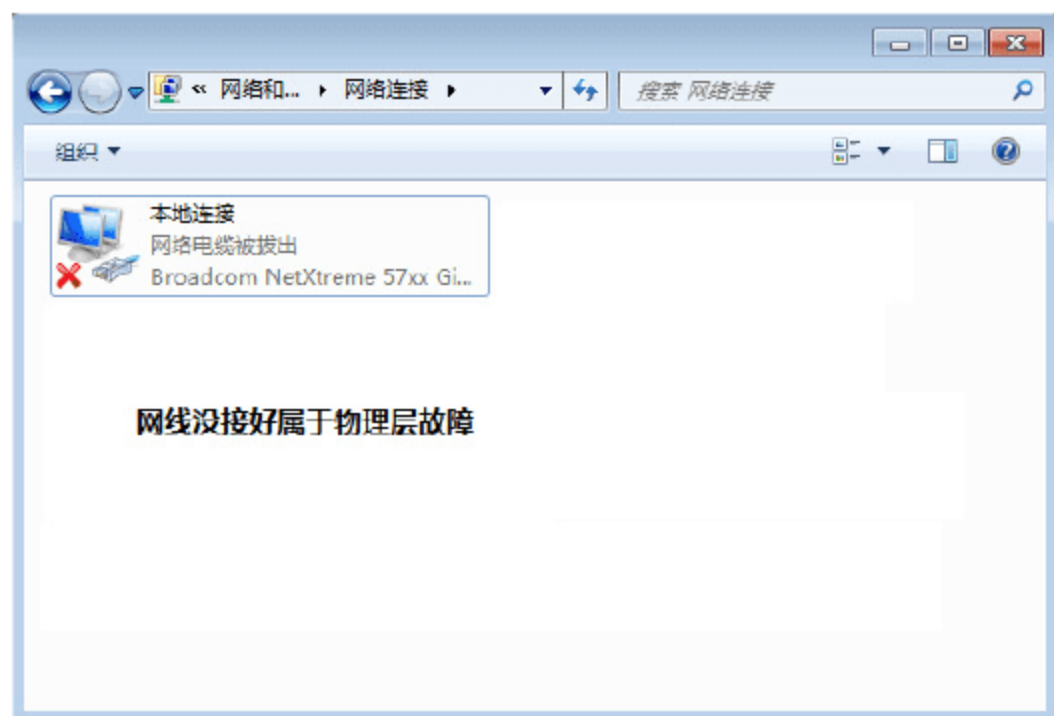 « 网络和... ▸ 网络连接 ▸
搜索 网络连接
组织 ▼
本地连接
网络电缆被拔出
Broadcom NetXtreme 57xx Gi...
网线没接好属于物理层故障